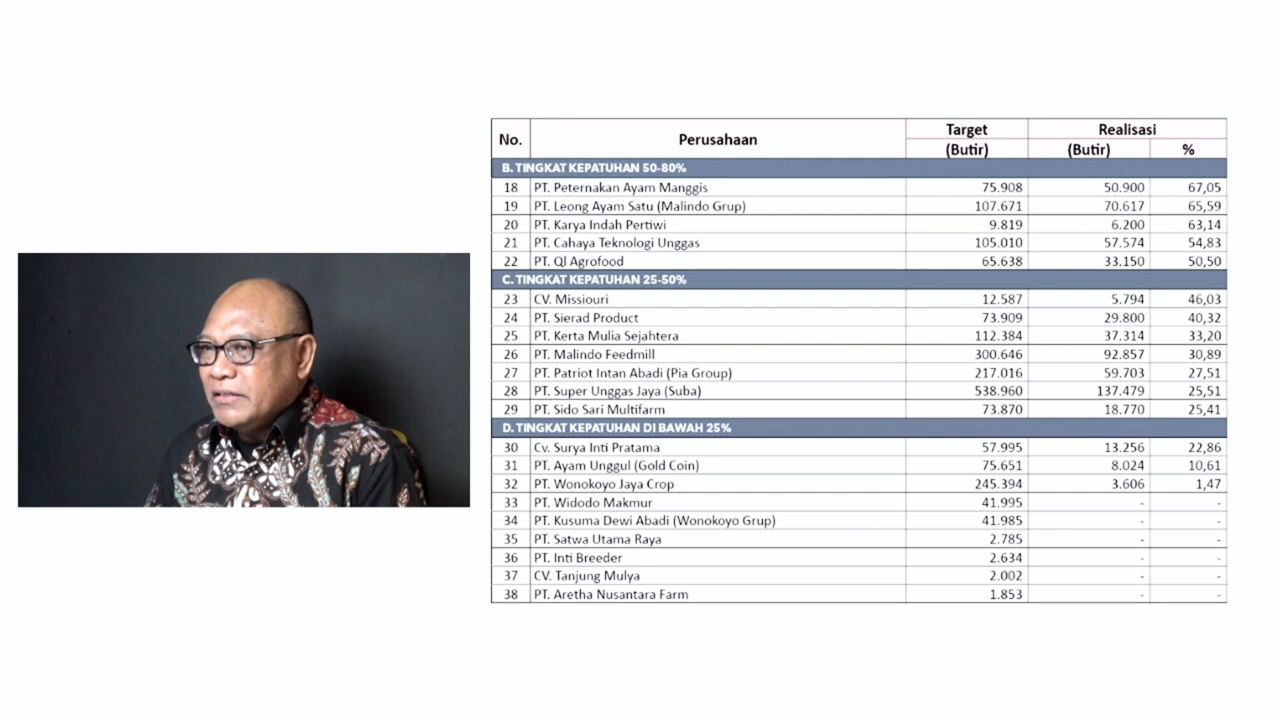 No. Perusahaan Target Realisasi
(Butir) (Butir) %
B. TINGKAT KEPATUHAN 50-80%
18 PT. Peternakan Ayam Manggis 75.908 50.900 67,05
19 PT. Leong Ayam Satu (Malindo Grup) 107.671 70.617 65,59
20 PT. Karya Indah Pertiwi 9.819 6.200 63,14
21 PT. Cahaya Teknologi Unggas 105.010 57.574 54,83
22 PT. QI Agrofood 65.638 33.150 50,50
C. TINGKAT KEPATUHAN 25-50%
23 CV. Missiouri 12.587 5.794 46,03
24 PT. Sierad Product 73.909 29.800 40,32
25 PT. Kerta Mulia Sejahtera 112.384 37.314 33,20
26 PT. Malindo Feedmill 300.646 92.857 30,89
27 PT. Patriot Intan Abadi (Pia Group) 217.016 59.703 27,51
28 PT. Super Unggas Jaya (Suba) 538.960 137.479 25,51
29 PT. Sido Sari Multifarm 73.870 18.770 25,41
D. TINGKAT KEPATUHAN DI BAWAH 25%
30 Cv. Surya Inti Pratama 57.995 13.256 22,86
31 PT. Ayam Unggul (Gold Coin) 75.651 8.024 10,61
32 PT. Wonokoyo Jaya Crop 245.394 3.606 1,47
33 PT. Widodo Makmur 41.995 - -
34 PT. Kusuma Dewi Abadi (Wonokoyo Grup) 41.985 - -
35 PT. Satwa Utama Raya 2.785 - -
36 PT. Inti Breeder 2.634 - -
37 CV. Tanjung Mulya 2.002 - -
38 PT. Aretha Nusantara Farm 1.853 - -